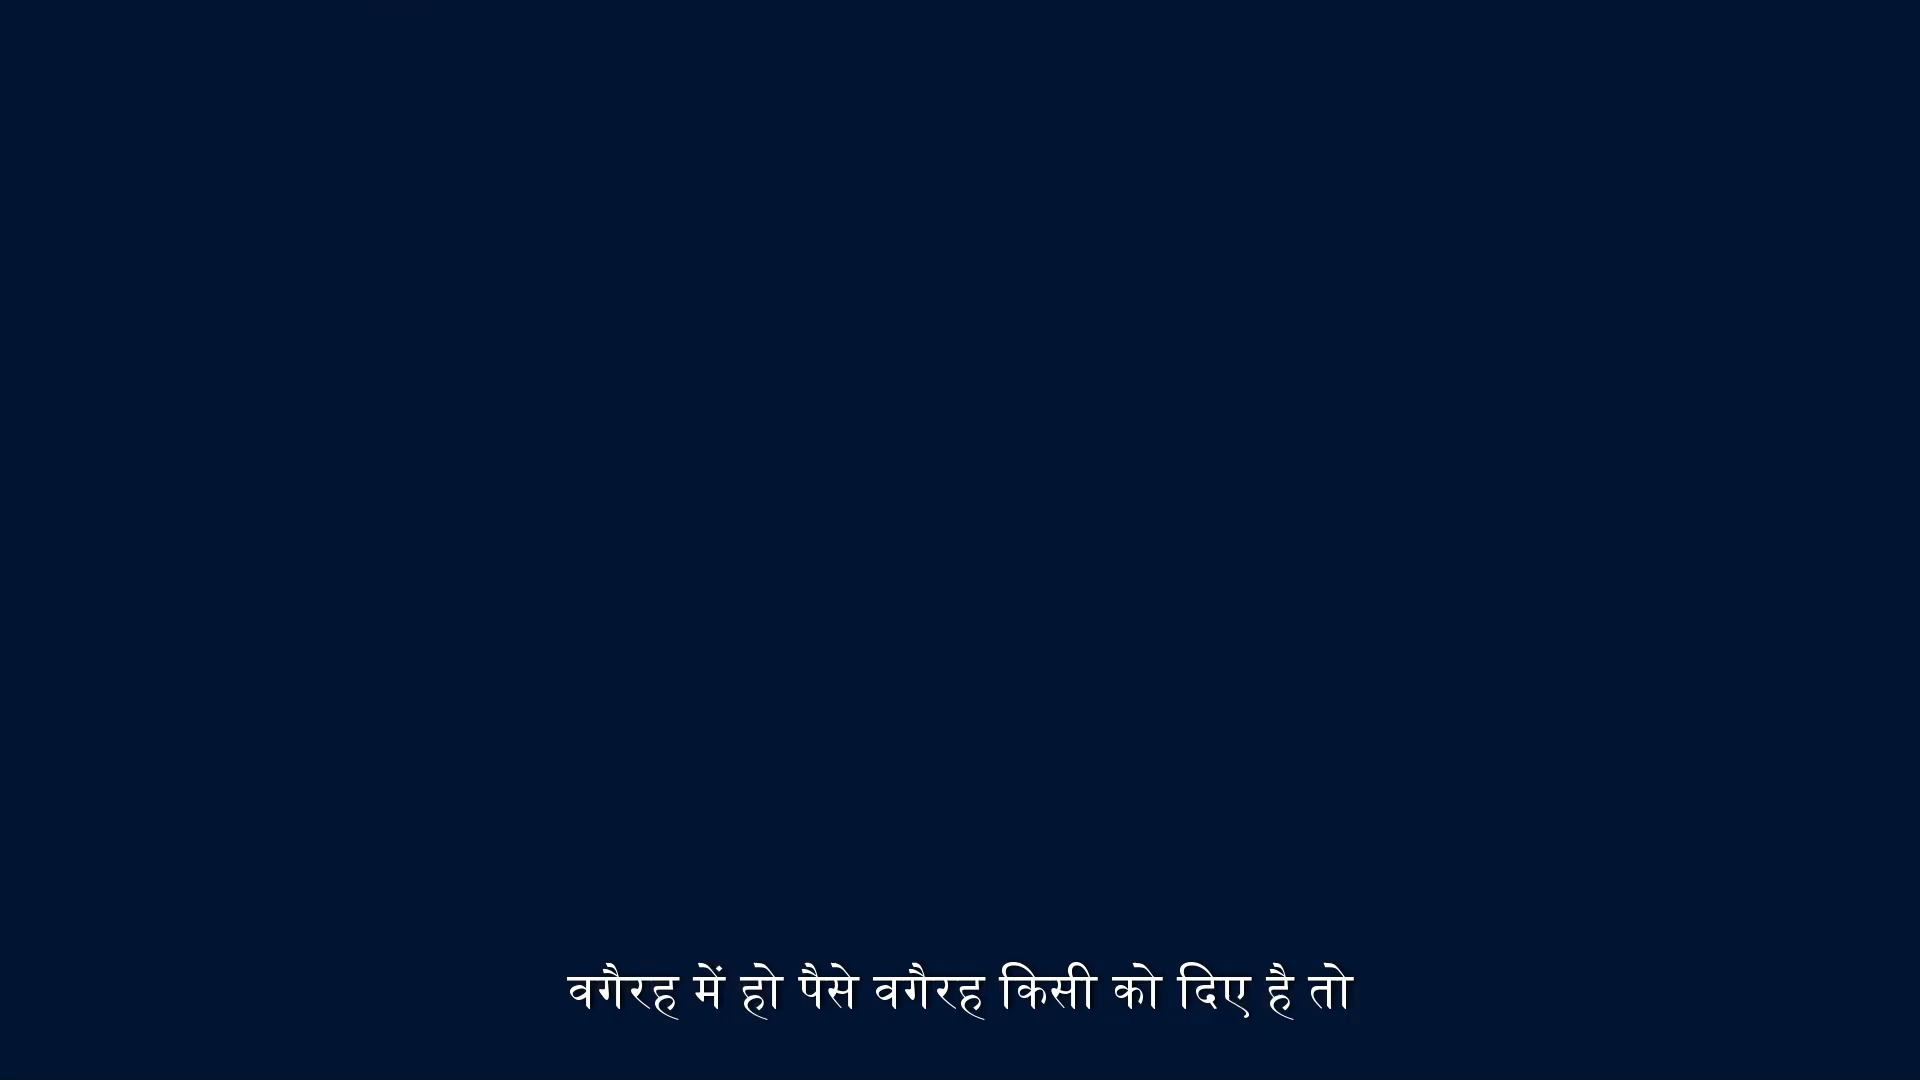 वगैरह में हो पैसे वगैरह किसी को दिए है तो